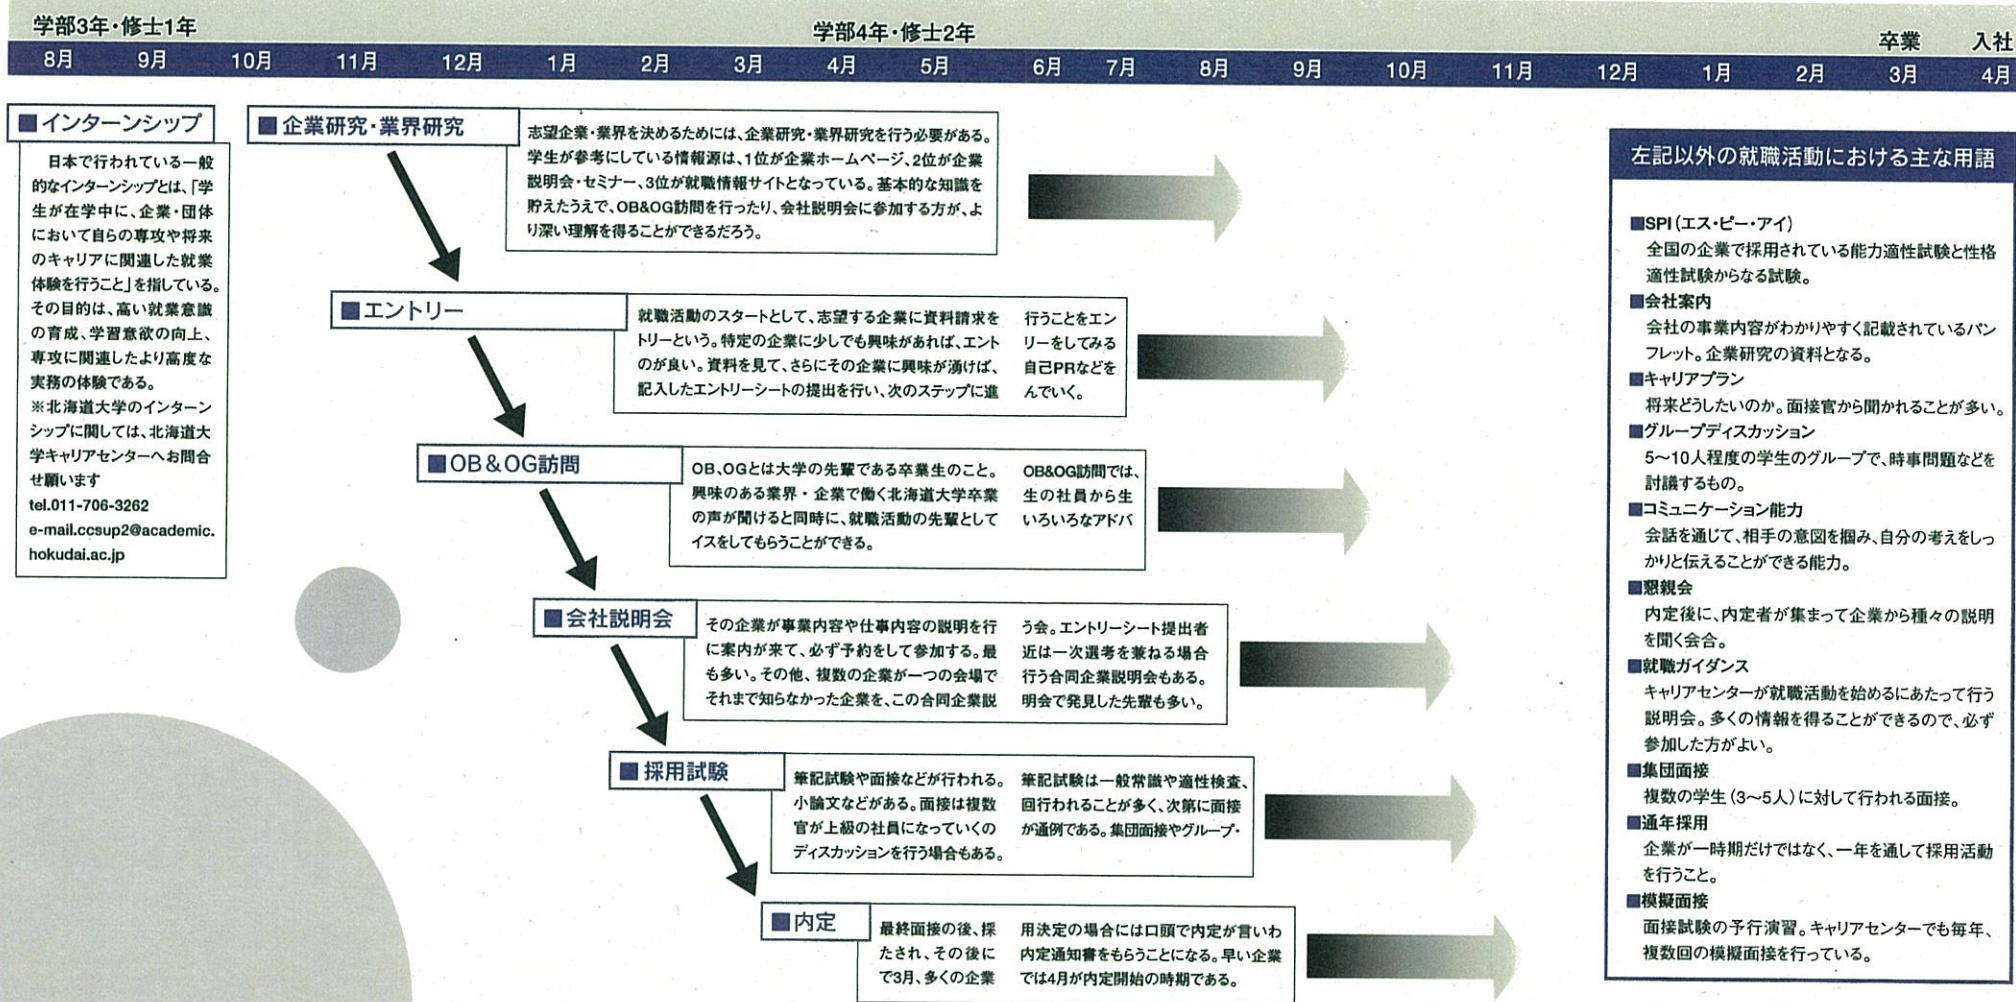 学部3年・修士1年
学部4年・修士2年
卒業
入社
8月 9月 10月 11月 12月 1月 2月 3月 4月 5月 6月 7月 8月 9月 10月 11月 12月 1月 2月 3月 4月
■インターンシップ
日本で行われている一般
的なインターンシップとは、「学
生が在学中に、企業・団体
において自らの専攻や将来
のキャリアに関連した就業
体験を行うこと」を指している。
その目的は、高い就業意識
の育成、学習意欲の向上、
専攻に関連したより高度な
実務の体験である。
※北海道大学のインターン
シップに関しては、北海道大
学キャリアセンターへお問合
せ願います
tel.011-706-3262
e-mail.ccsup2@academic.
hokudai.ac.jp
■企業研究・業界研究
志望企業・業界を決めるためには、企業研究・業界研究を行う必要がある。
学生が参考にしている情報源は、1位が企業ホームページ、2位が企業
説明会・セミナー、3位が就職情報サイトとなっている。基本的な知識を
貯えたうえで、OB&OG訪問を行ったり、会社説明会に参加する方が、よ
り深い理解を得ることができるだろう。
■エントリー
就職活動のスタートとして、志望する企業に資料請求を 行うことをエン
トリーという。特定の企業に少しでも興味があれば、エント リーをしてみる
のが良い。資料を見て、さらにその企業に興味が湧けば、 自己PRなどを
記入したエントリーシートの提出を行い、次のステップに進 んでいく。
■OB&OG訪問
OB、OGとは大学の先輩である卒業生のこと。 OB&OG訪問では、
興味のある業界・企業で働く北海道大学卒業 生の社員から生
の声が聞けると同時に、就職活動の先輩として いろいろなアドバ
イスをしてもらうことができる。
■会社説明会
その企業が事業内容や仕事内容の説明を行 う会。エントリーシート提出者
に案内が来て、必ず予約をして参加する。最 近は一次選考を兼ねる場合
も多い。その他、複数の企業が一つの会場で 行う合同企業説明会もある。
それまで知らなかった企業を、この合同企業説 明会で発見した先輩も多い。
■採用試験
筆記試験や面接などが行われる。 筆記試験は一般常識や適性検査、
小論文などがある。面接は複数 回行われることが多く、次第に面接
官が上級の社員になっていくの が通例である。集団面接やグループ・
ディスカッションを行う場合もある。
■内定
最終面接の後、採 用決定の場合には口頭で内定が言いわ
たされ、その後に 内定通知書をもらうことになる。早い企業
で3月、多くの企業 では4月が内定開始の時期である。
左記以外の就職活動における主な用語
■SPI(エス・ピー・アイ)
全国の企業で採用されている能力適性試験と性格
適性試験からなる試験。
■会社案内
会社の事業内容がわかりやすく記載されているパン
フレット。企業研究の資料となる。
■キャリアプラン
将来どうしたいのか。面接官から聞かれることが多い。
■グループディスカッション
5〜10人程度の学生のグループで、時事問題などを
討議するもの。
■コミュニケーション能力
会話を通じて、相手の意図を掴み、自分の考えをしっ
かりと伝えることができる能力。
■懇親会
内定後に、内定者が集まって企業から種々の説明
を聞く会合。
■就職ガイダンス
キャリアセンターが就職活動を始めるにあたって行う
説明会。多くの情報を得ることができるので、必ず
参加した方がよい。
■集団面接
複数の学生(3〜5人)に対して行われる面接。
■通年採用
企業が一時期だけではなく、一年を通して採用活動
を行うこと。
■模擬面接
面接試験の予行演習。キャリアセンターでも毎年、
複数回の模擬面接を行っている。